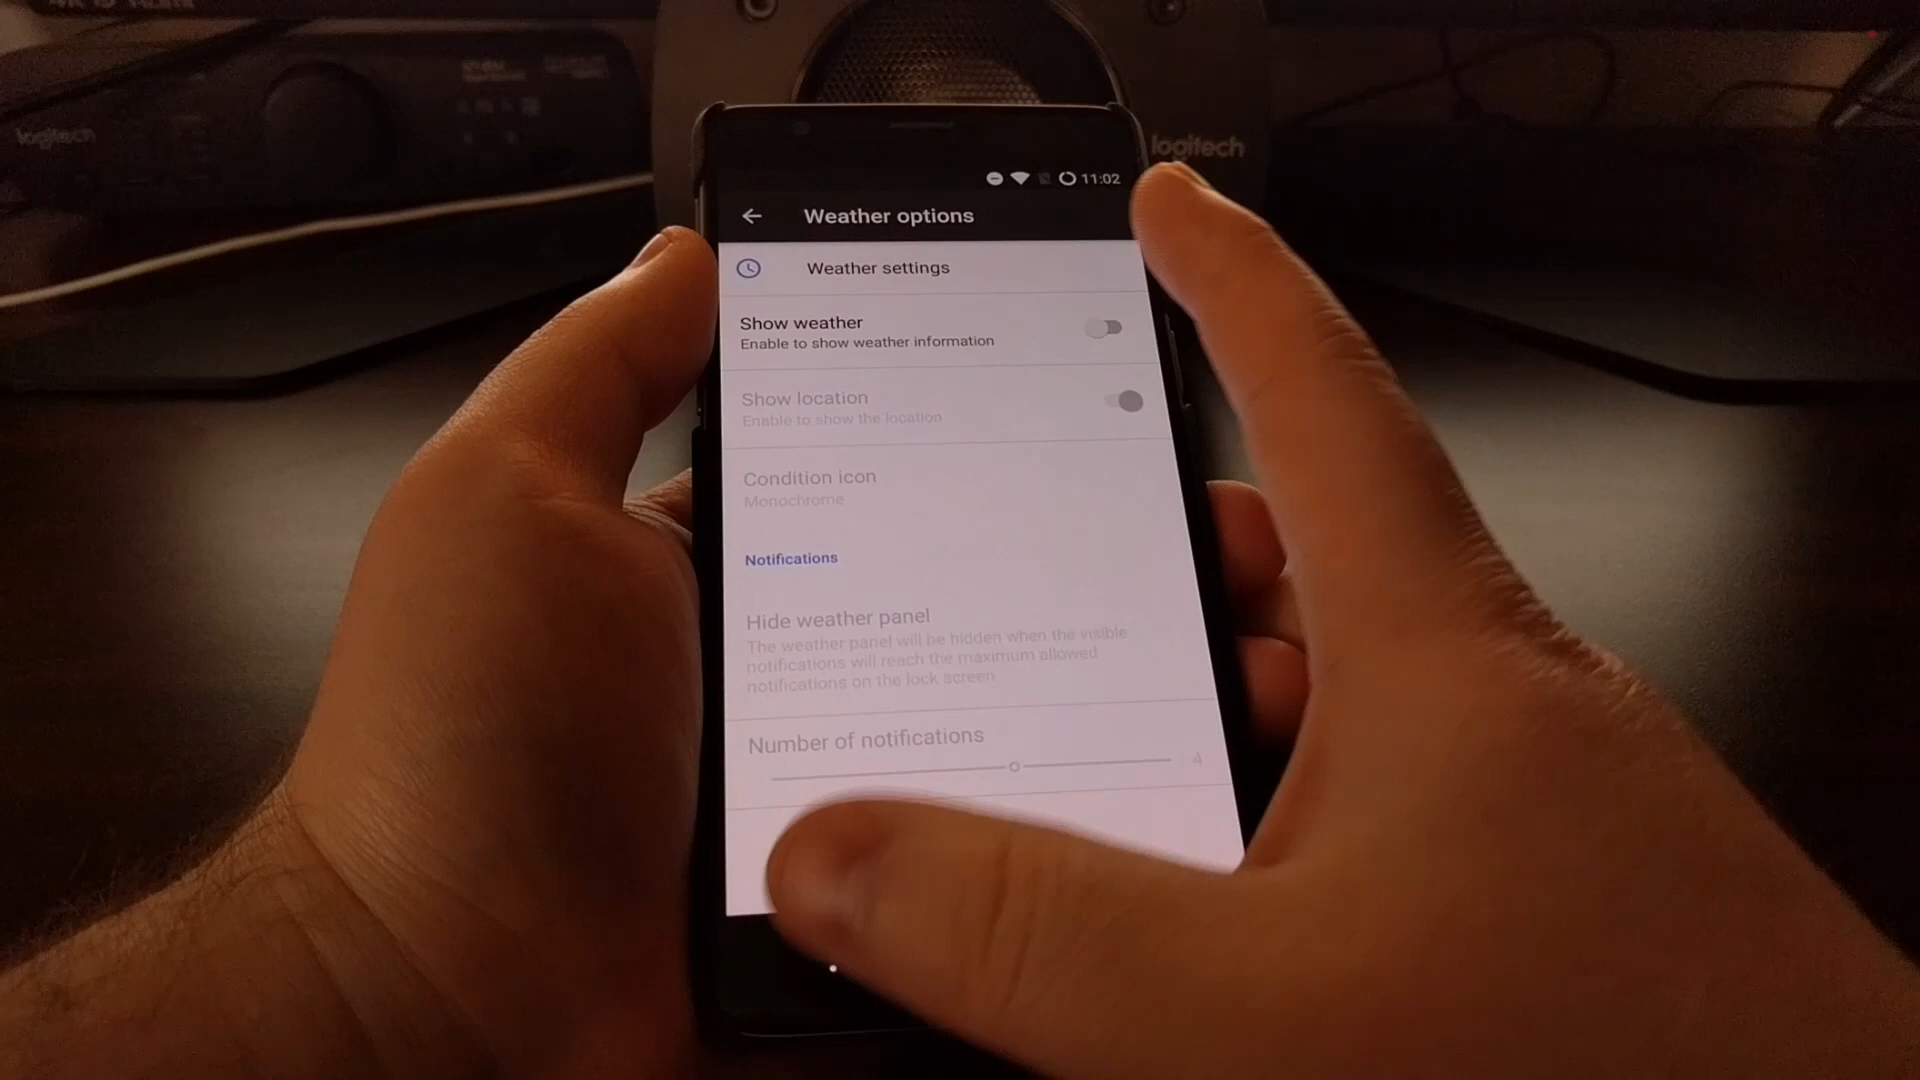 logitech
logitech
11:02
Weather options
Weather settings
Show weather
Enable to show weather information
Show location
Enable to show the location
Condition icon
Monochrome
Notifications
Hide weather panel
The weather panel will be hidden when the visible
notifications will reach the maximum allowed
notifications on the lock screen
Number of notifications
4